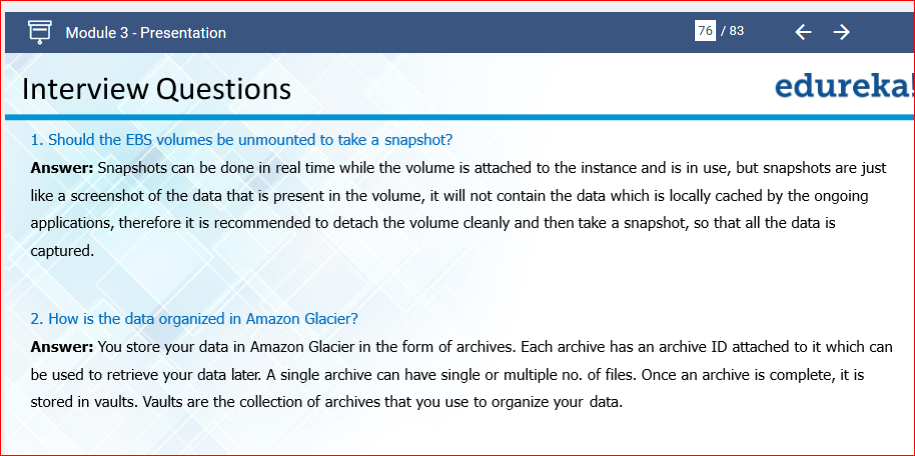 Module 3 - Presentation
76 / 83
Interview Questions
edureka!
1. Should the EBS volumes be unmounted to take a snapshot?
Answer: Snapshots can be done in real time while the volume is attached to the instance and is in use, but snapshots are just
like a screenshot of the data that is present in the volume, it will not contain the data which is locally cached by the ongoing
applications, therefore it is recommended to detach the volume cleanly and then take a snapshot, so that all the data is
captured.
2. How is the data organized in Amazon Glacier?
Answer: You store your data in Amazon Glacier in the form of archives. Each archive has an archive ID attached to it which can
be used to retrieve your data later. A single archive can have single or multiple no. of files. Once an archive is complete, it is
stored in vaults. Vaults are the collection of archives that you use to organize your data.